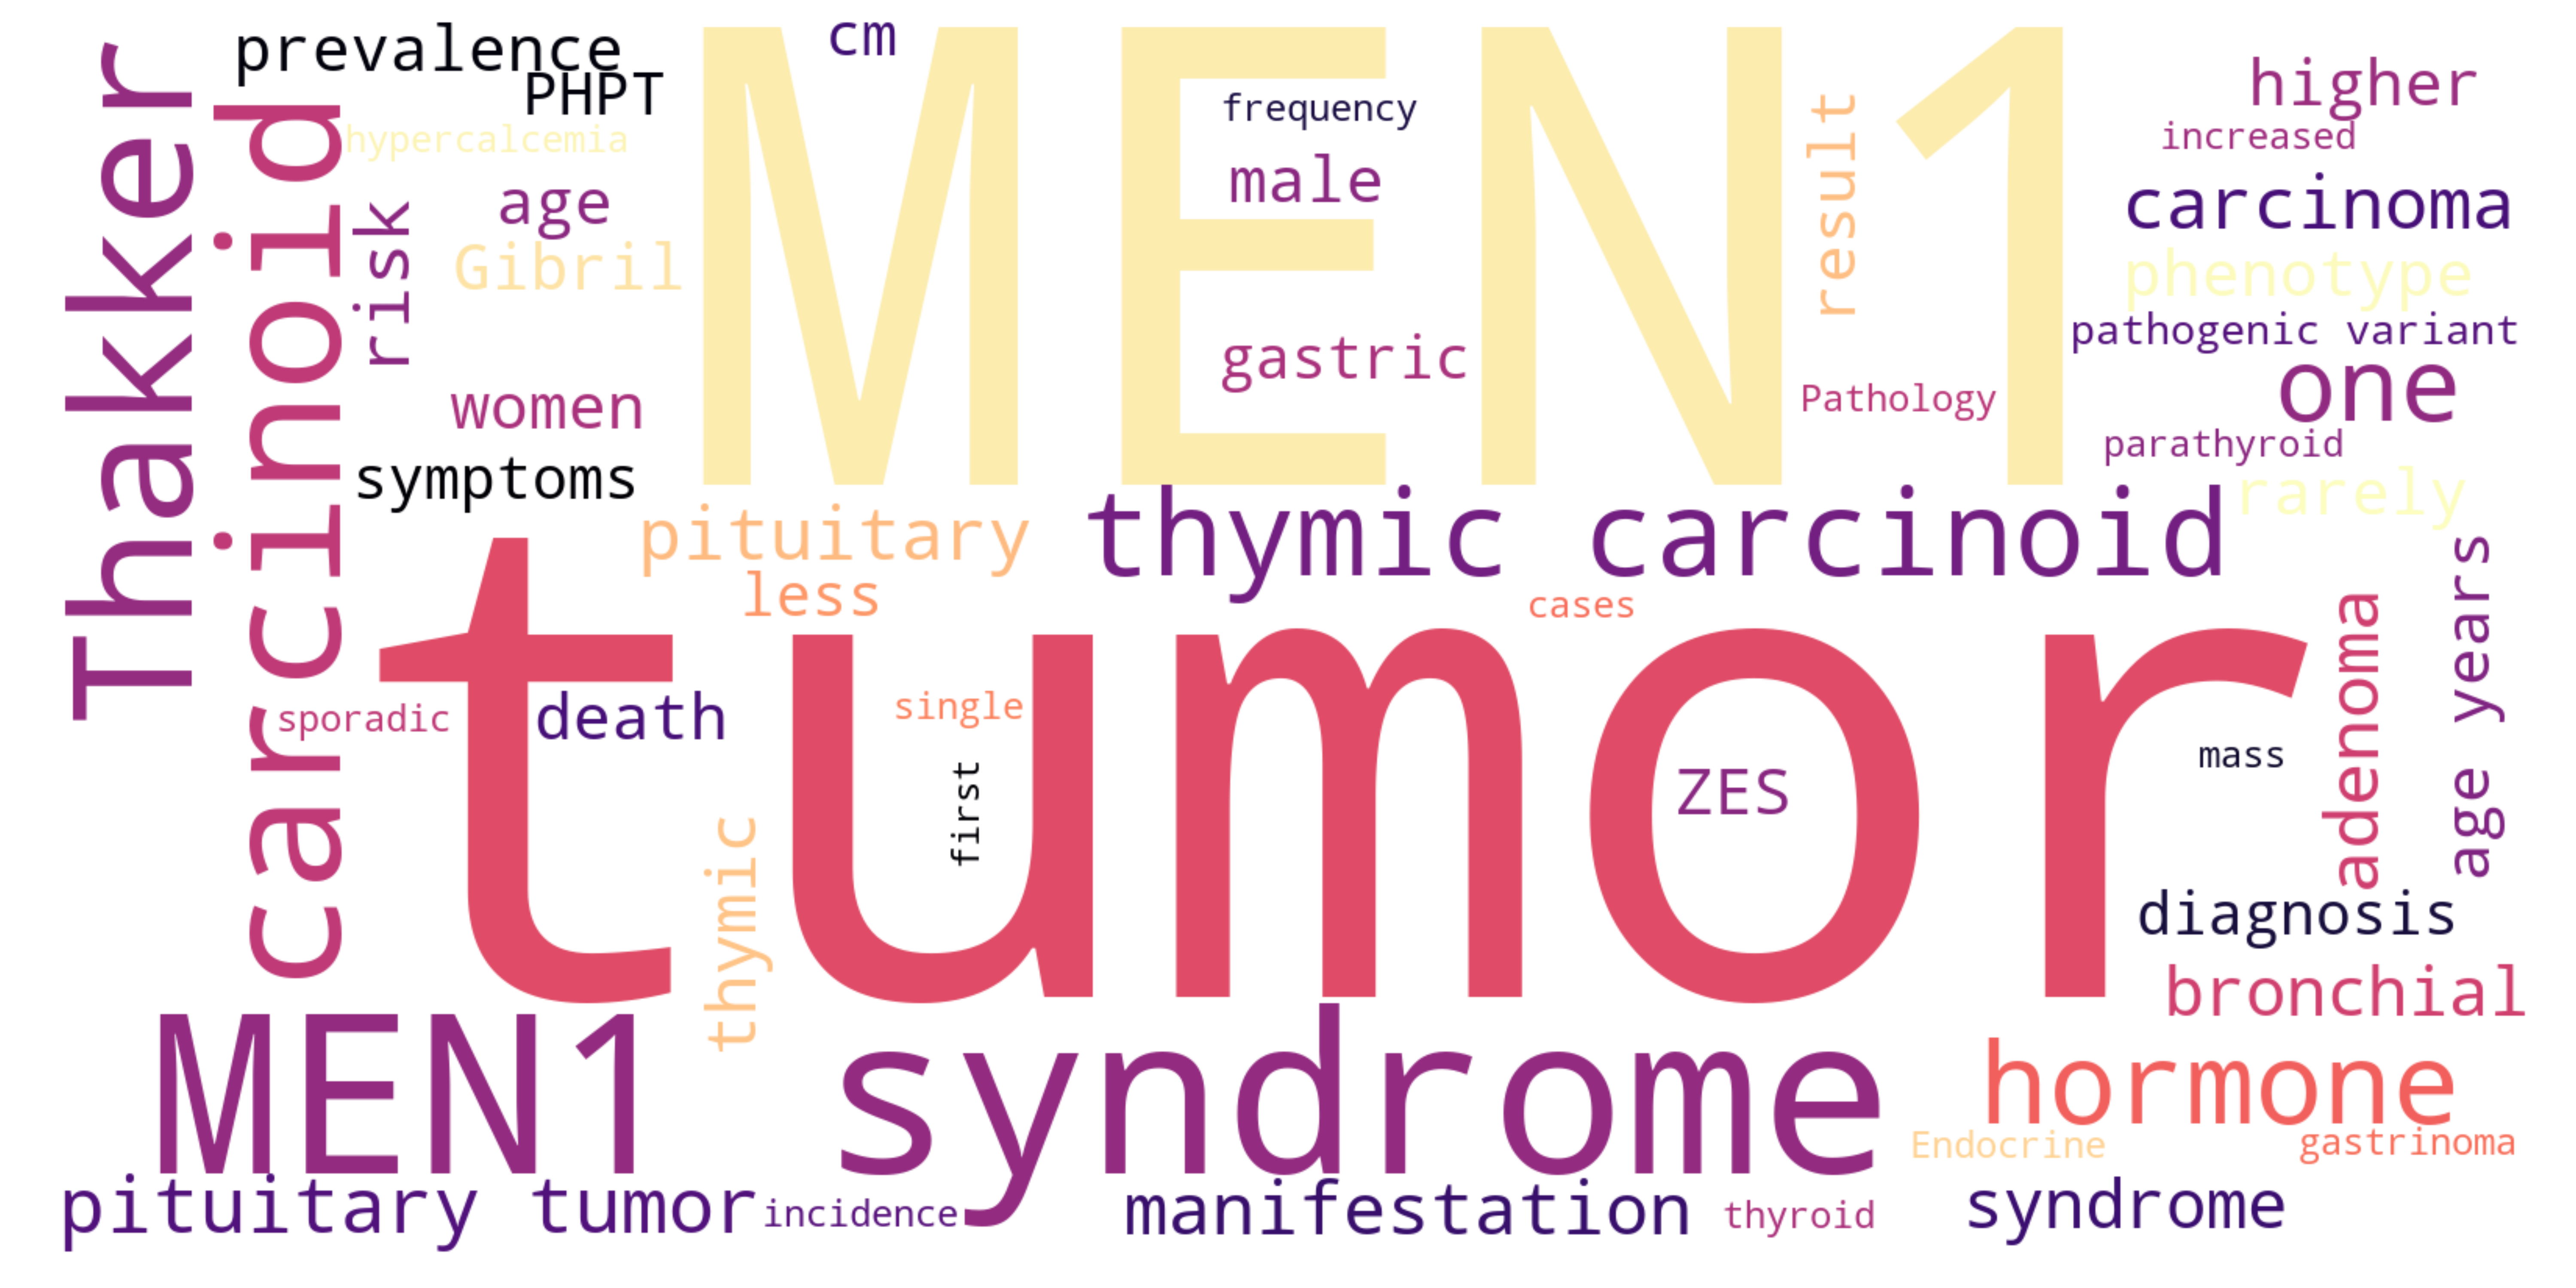 prevalence
PHPT
hypercalcemia
Thakker
carcinoid
risk
age
Gibril
women
symptoms
cm
MEN1
frequency
male
gastric
result
Pathology
higher
increased
carcinoma
phenotype
pathogenic variant
one
parathyroid
rarely
pituitary
less
thymic carcinoid
cases
tumor
sporadic
death
single
first
thymic
ZES
mass
adenoma
age years
diagnosis
bronchial
MEN1
syndrome
hormone
Endocrine
gastrinoma
pituitary tumor
incidence
manifestation
thyroid
syndrome